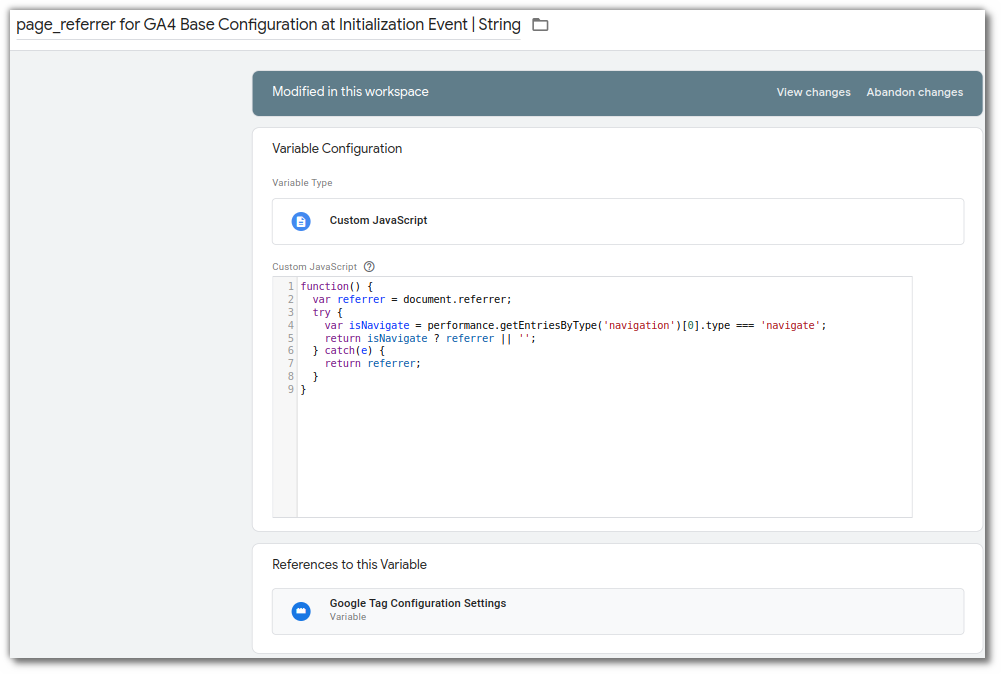 page_referrer for GA4 Base Configuration at Initialization Event | String
Modified in this workspace View changes Abandon changes
Variable Configuration
Variable Type
Custom JavaScript
Custom JavaScript
1 function() {
2 var referrer = document.referrer;
3 try {
4 var isNavigate = performance.getEntriesByType('navigation')[0].type === 'navigate';
5 return isNavigate ? referrer || '';
6 } catch(e) {
7 return referrer;
8 }
9 }
References to this Variable
Google Tag Configuration Settings
Variable